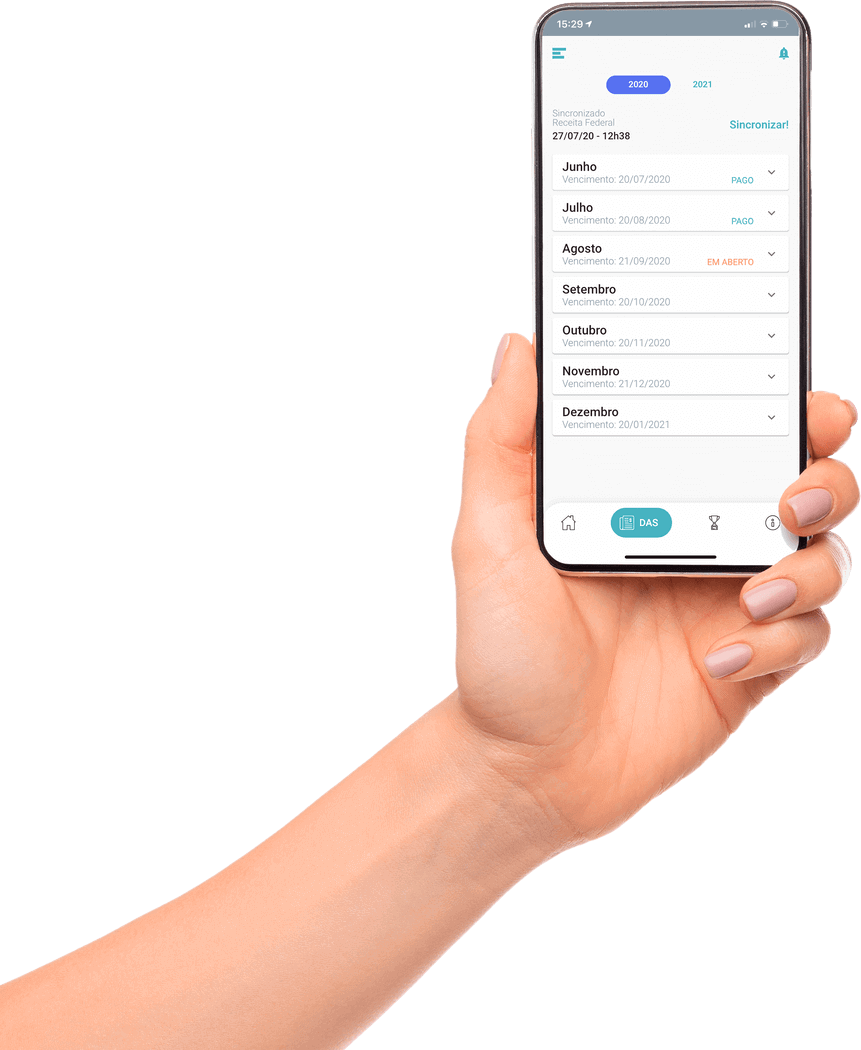 15:29
2020 2021
Sincronizado
Receita Federal
27/07/20 - 12h38
Sincronizar!
Junho
Vencimento: 20/07/2020
PAGO
Julho
Vencimento: 20/08/2020
PAGO
Agosto
Vencimento: 21/09/2020
EM ABERTO
Setembro
Vencimento: 20/10/2020
Outubro
Vencimento: 20/11/2020
Novembro
Vencimento: 21/12/2020
Dezembro
Vencimento: 20/01/2021
DAS